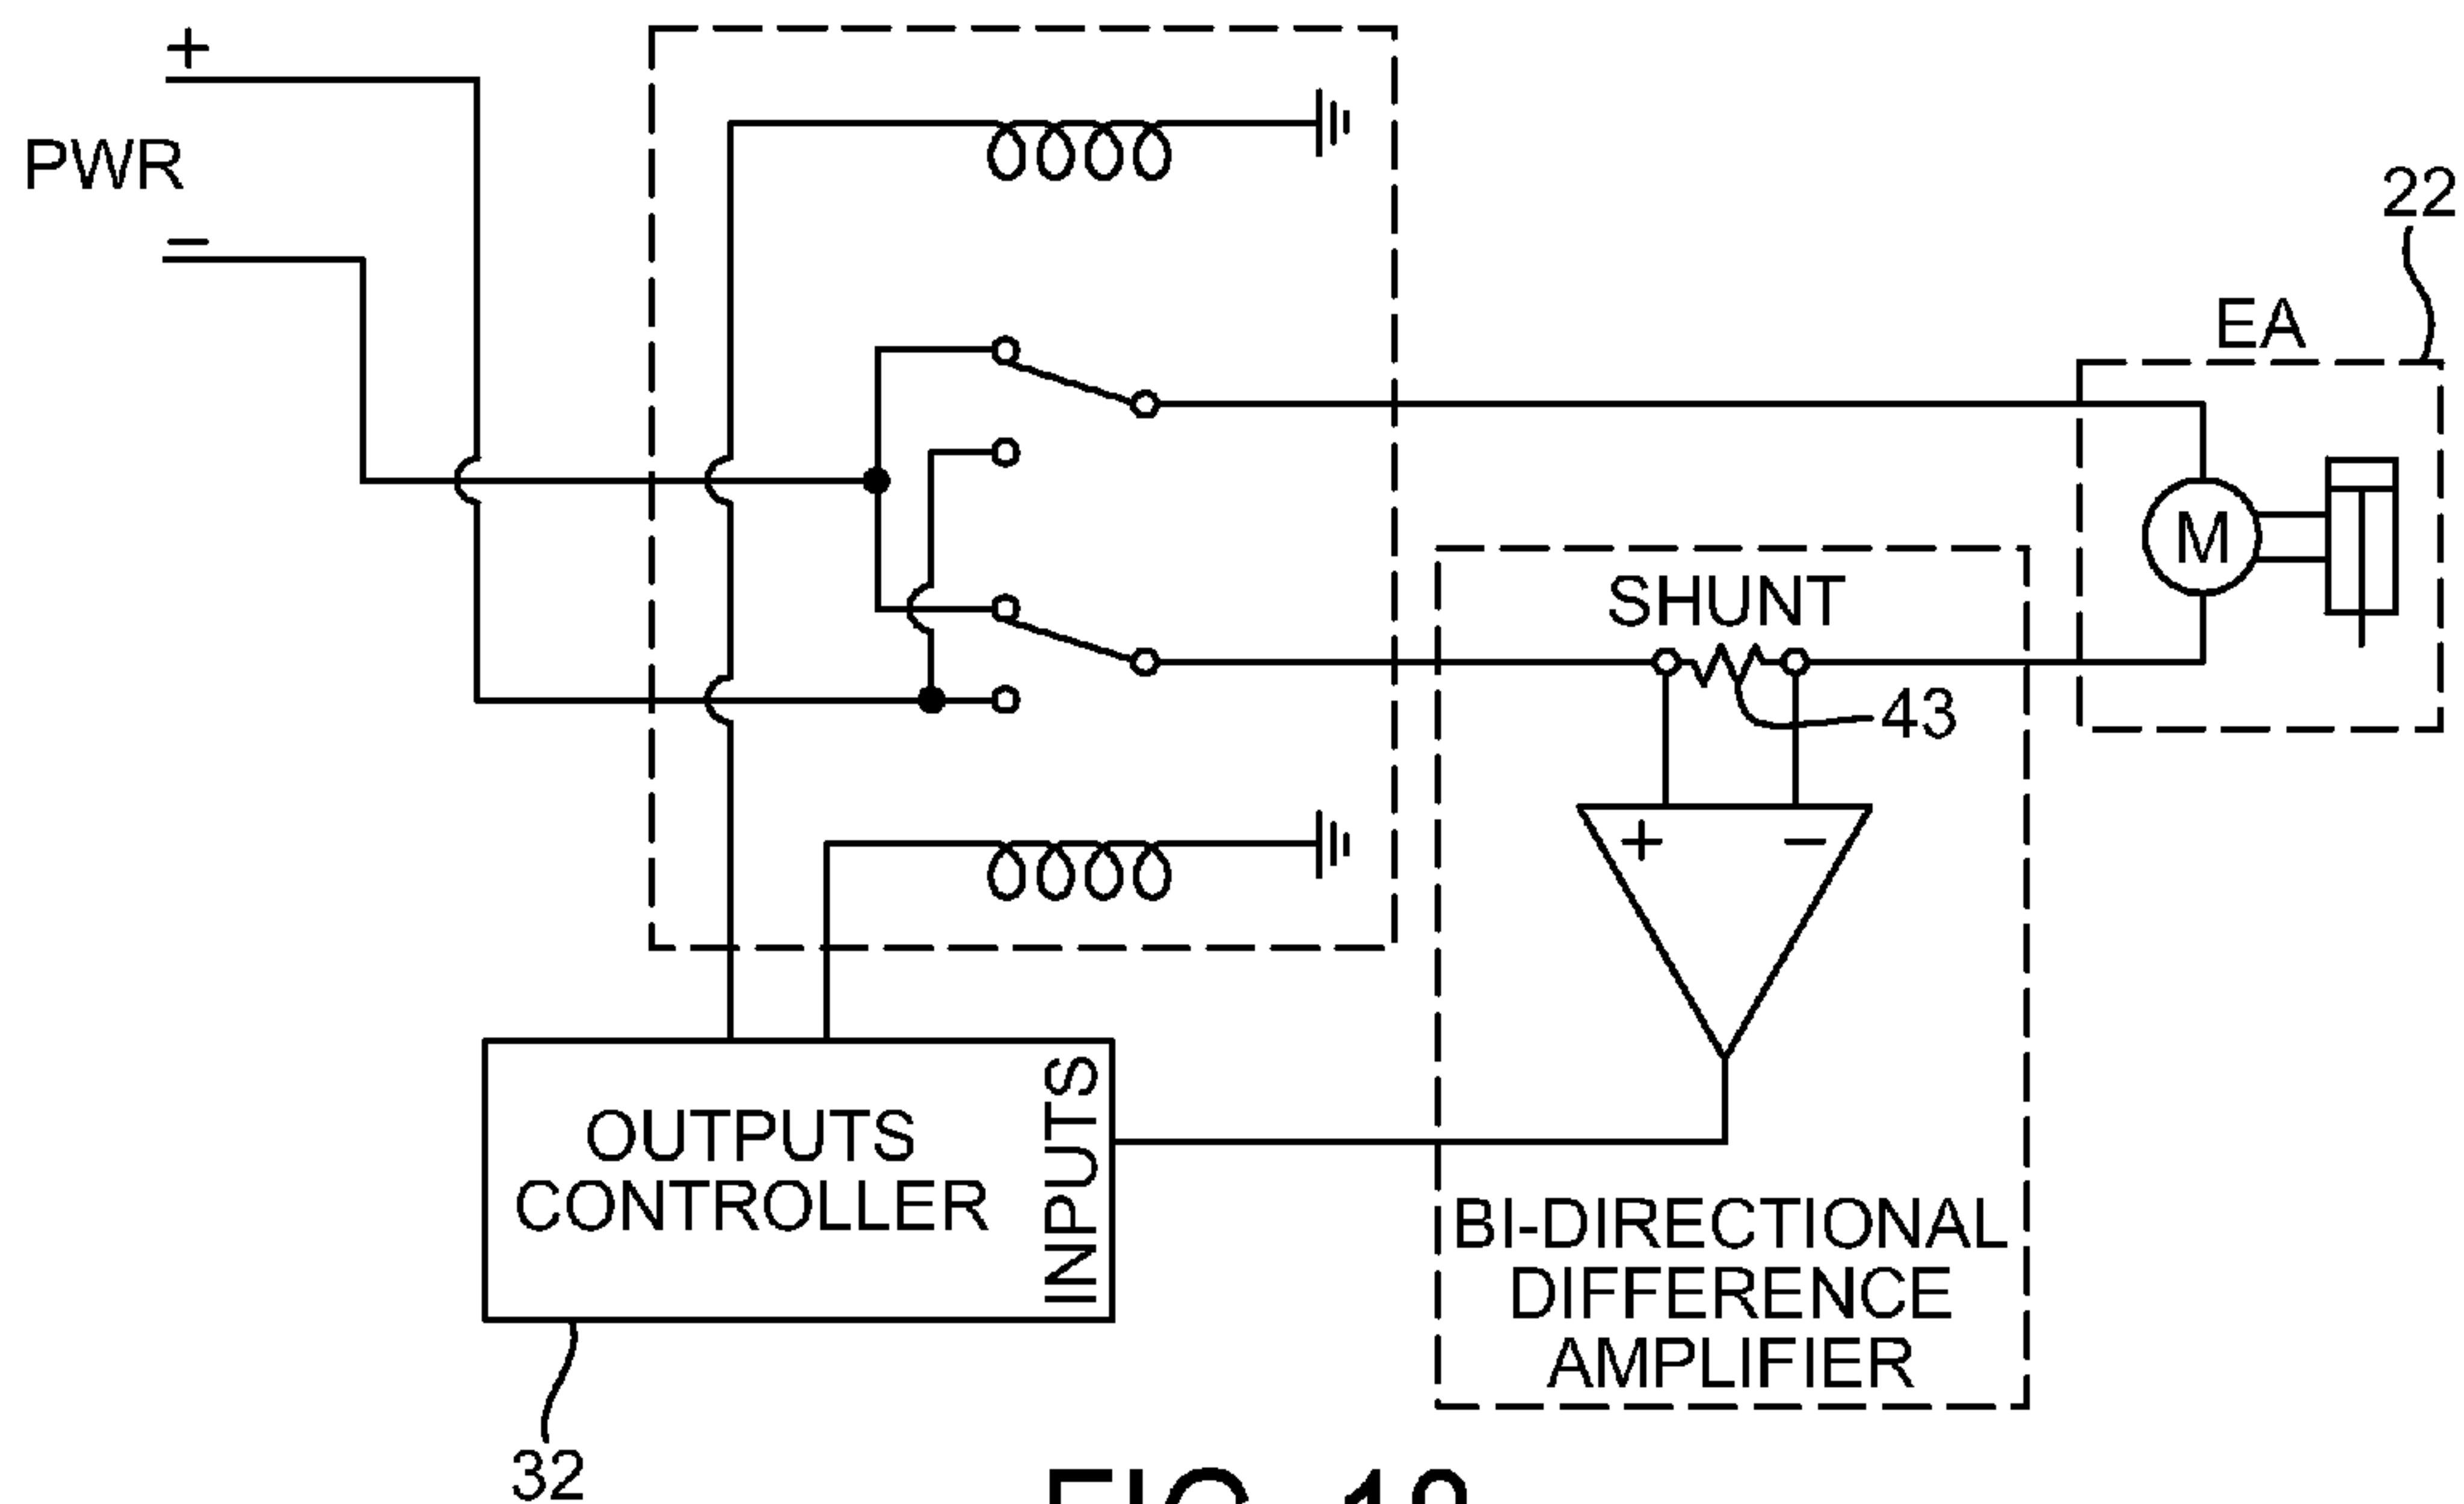 +
PWR
−
22
EA
M
SHUNT
43
+ −
OUTPUTS
CONTROLLER
INPUTS
BI-DIRECTIONAL
DIFFERENCE
AMPLIFIER
32